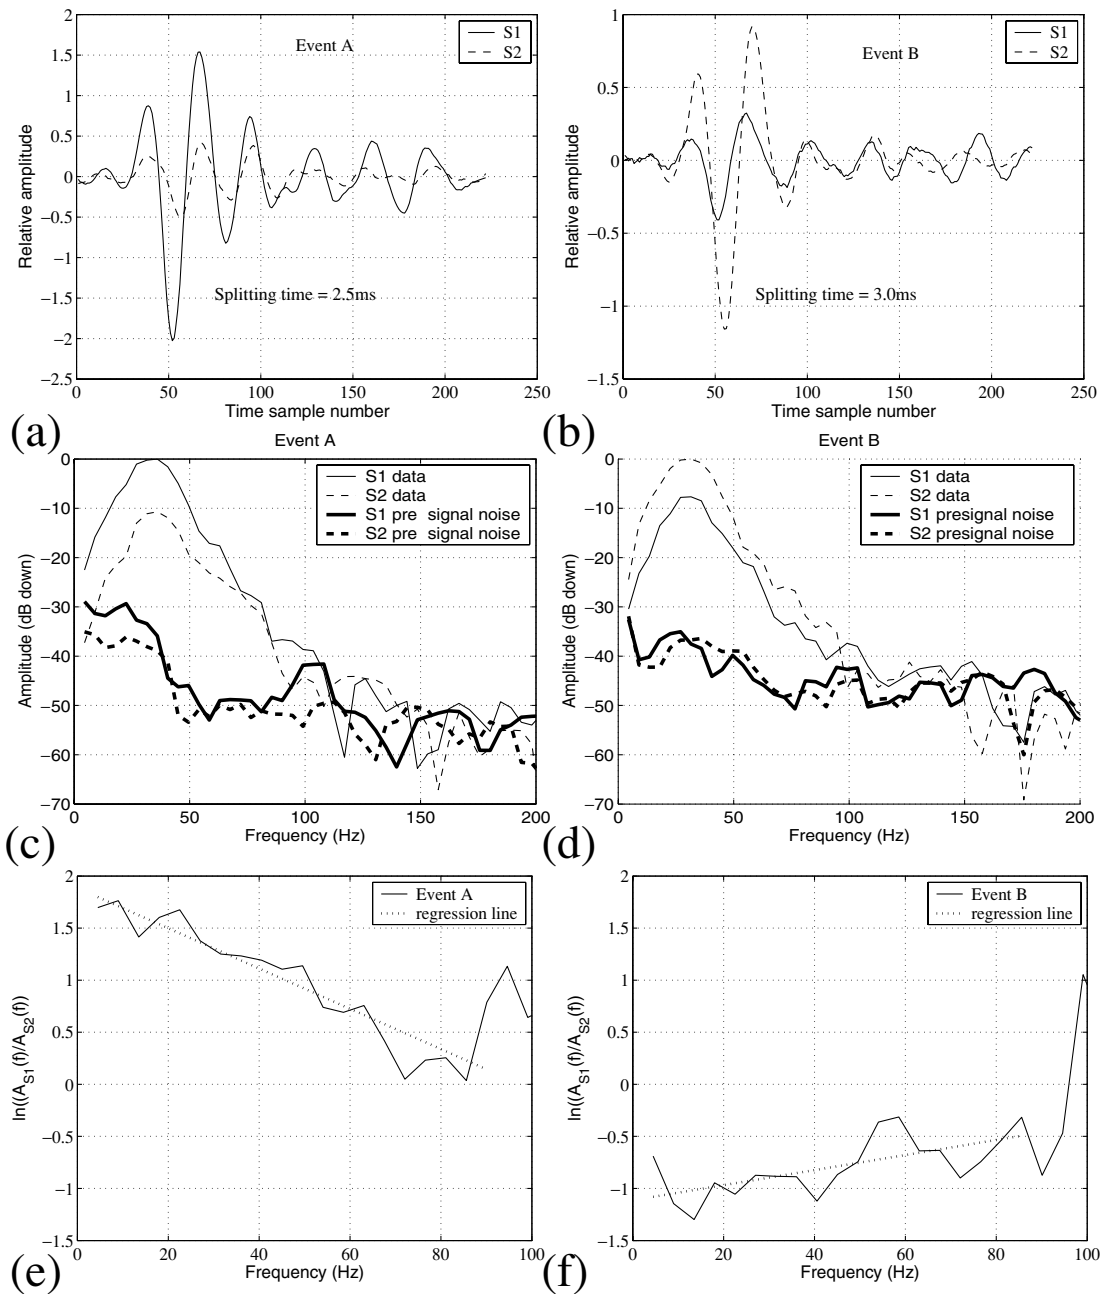 Event A
S1
S2
Splitting time = 2.5ms
Relative amplitude
2
1.5
1
0.5
0
−0.5
−1
−1.5
−2
−2.5
0
50
100
150
200
250
Time sample number
(a)
Event B
S1
S2
Splitting time = 3.0ms
Relative amplitude
1
0.5
0
−0.5
−1
−1.5
0
50
100
150
200
250
Time sample number
(b)
Event A
S1 data
S2 data
S1 pre signal noise
S2 pre signal noise
Amplitude (dB down)
0
−10
−20
−30
−40
−50
−60
−70
0
50
100
150
200
Frequency (Hz)
(c)
Event B
S1 data
S2 data
S1 presignal noise
S2 presignal noise
Amplitude (dB down)
0
−10
−20
−30
−40
−50
−60
−70
0
50
100
150
200
Frequency (Hz)
(d)
Event A
regression line
ln((A_S1(f)/A_S2(f))
2
1.5
1
0.5
0
−0.5
−1
−1.5
0
20
40
60
80
100
Frequency (Hz)
(e)
Event B
regression line
ln((A_S1(f)/A_S2(f))
2
1.5
1
0.5
0
−0.5
−1
−1.5
0
20
40
60
80
100
Frequency (Hz)
(f)